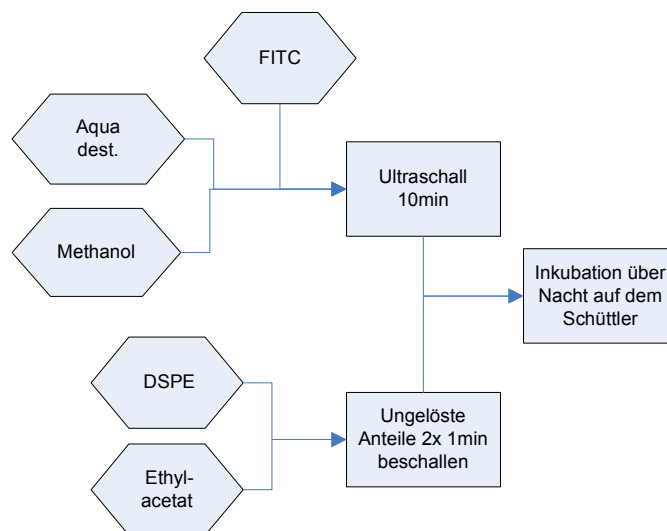 FITC
Aqua
dest.
Ultraschall
10min
Methanol
Inkubation über
Nacht auf dem
Schüttler
DSPE
Ungelöste
Anteile 2x 1min
beschallen
Ethyl-
acetat